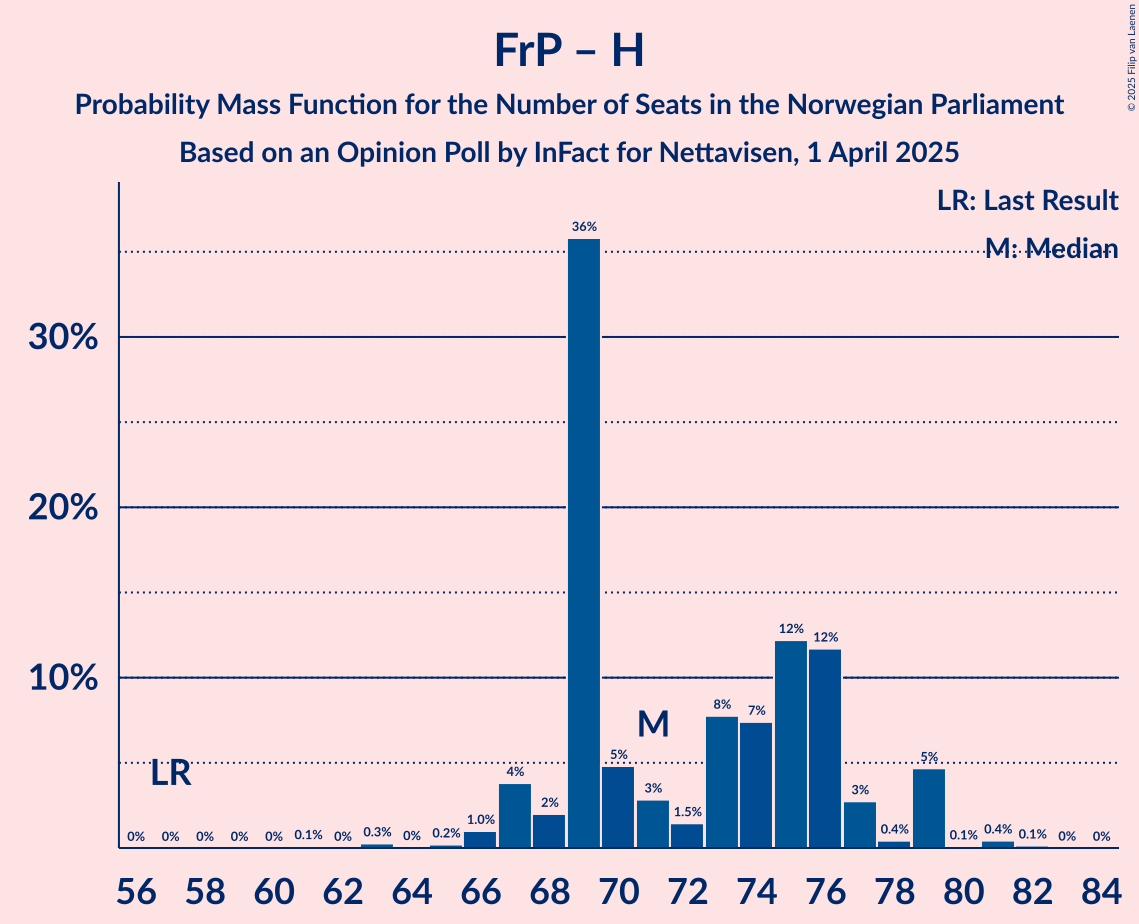 FrP – H
Probability Mass Function for the Number of Seats in the Norwegian Parliament
Based on an Opinion Poll by InFact for Nettavisen, 1 April 2025
© 2025 Filip van Laenen
LR: Last Result
M: Median
30%
20%
10%
0% 0% 0% 0% 0% 0.1% 0% 0.3% 0% 0.2% 1.0% 4% 2% 36% 5% 3% 1.5% 8% 7% 12% 12% 3% 0.4% 5% 0.1% 0.4% 0.1% 0% 0%
LR
M
56 58 60 62 64 66 68 70 72 74 76 78 80 82 84